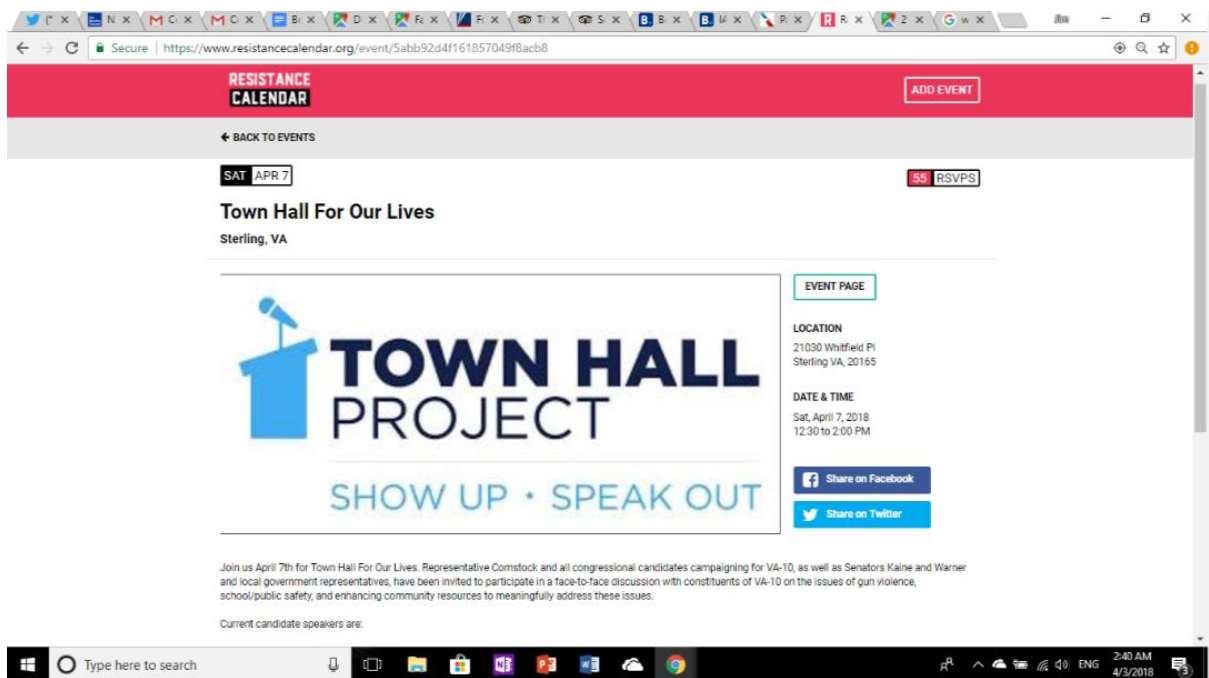 N
M
M
Secure | https://www.resistancecalendar.org/event/5abb92d4f161857049f8acb8
RESISTANCE
CALENDAR
ADD EVENT
BACK TO EVENTS
SAT APR 7
55 RSVPS
Town Hall For Our Lives
Sterling, VA
TOWN HALL
PROJECT
SHOW UP • SPEAK OUT
EVENT PAGE
LOCATION
21030 Whitfield Pl
Sterling VA, 20165
DATE & TIME
Sat, April 7, 2018
12:30 to 2:00 PM
Share on Facebook
Share on Twitter
Join us April 7th for Town Hall For Our Lives. Representative Comstock and all congressional candidates campaigning for VA-10, as well as Senators Kaine and Warner
and local government representatives, have been invited to participate in a face-to-face discussion with constituents of VA-10 on the issues of gun violence,
school/public safety, and enhancing community resources to meaningfully address these issues.
Current candidate speakers are:
Type here to search
ENG
2:40 AM
4/3/2018